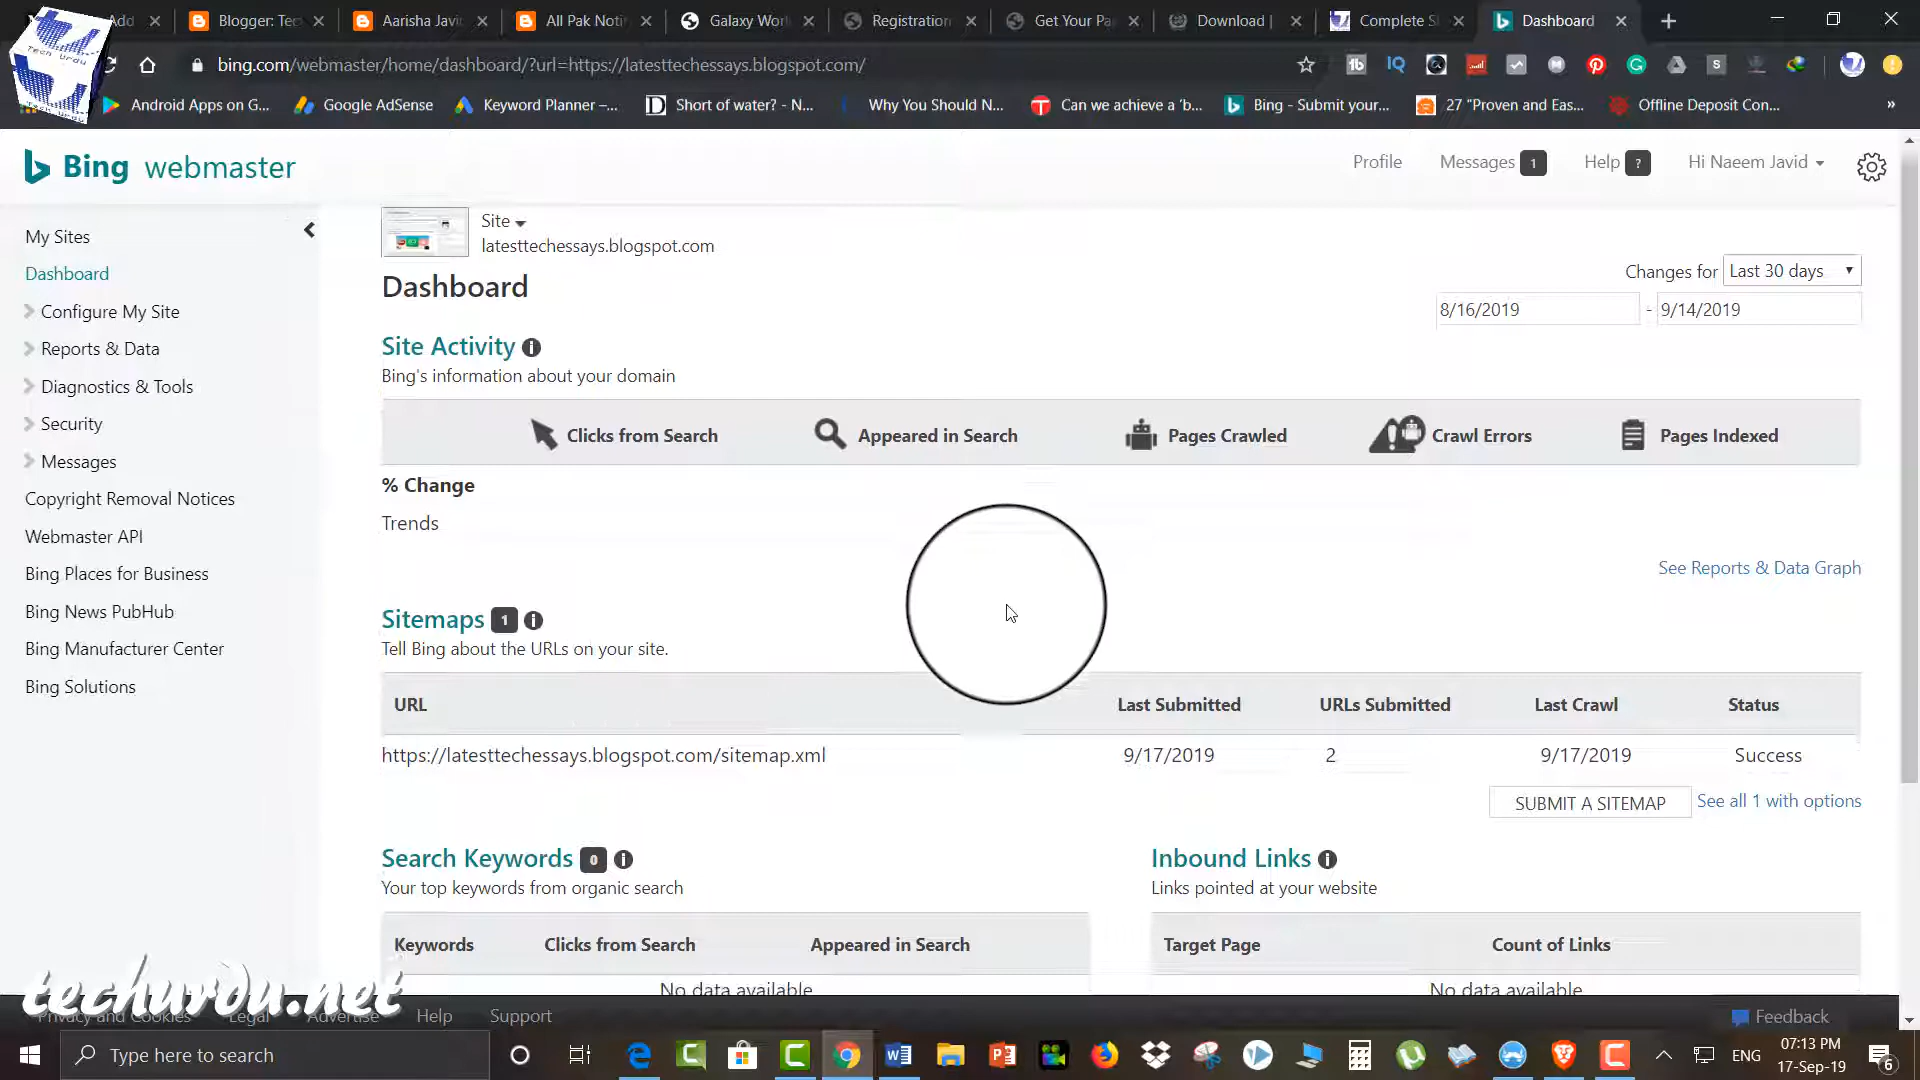 Add
Blogger: Tec
Aarisha Javi
All Pak Noti
Galaxy Worl
Registration
Get Your Pa
Download |
Complete S
Dashboard
bing.com/webmaster/home/dashboard/?url=https://latesttechessays.blogspot.com/
Android Apps on G...
Google AdSense
Keyword Planner –...
Short of water? - N...
Why You Should N...
Can we achieve a 'b...
Bing - Submit your...
27 "Proven and Eas...
Offline Deposit Con...
»
Tech Urdu
Bing webmaster
Profile
Messages 1
Help ?
Hi Naeem Javid
My Sites
Dashboard
Configure My Site
Reports & Data
Diagnostics & Tools
Security
Messages
Copyright Removal Notices
Webmaster API
Bing Places for Business
Bing News PubHub
Bing Manufacturer Center
Bing Solutions
Site
latesttechessays.blogspot.com
Dashboard
Changes for Last 30 days
8/16/2019 - 9/14/2019
Site Activity
Bing's information about your domain
Clicks from Search Appeared in Search Pages Crawled Crawl Errors Pages Indexed
% Change
Trends
See Reports & Data Graph
Sitemaps 1
Tell Bing about the URLs on your site.
URL Last Submitted URLs Submitted Last Crawl Status
https://latesttechessays.blogspot.com/sitemap.xml 9/17/2019 2 9/17/2019 Success
SUBMIT A SITEMAP See all 1 with options
Search Keywords 0
Your top keywords from organic search
Keywords Clicks from Search Appeared in Search
No data available
Inbound Links
Links pointed at your website
Target Page Count of Links
No data available
techurdu.net
Privacy and Cookies Legal Advertise Help Support
Feedback
Type here to search
ENG
07:13 PM
17-Sep-19
6